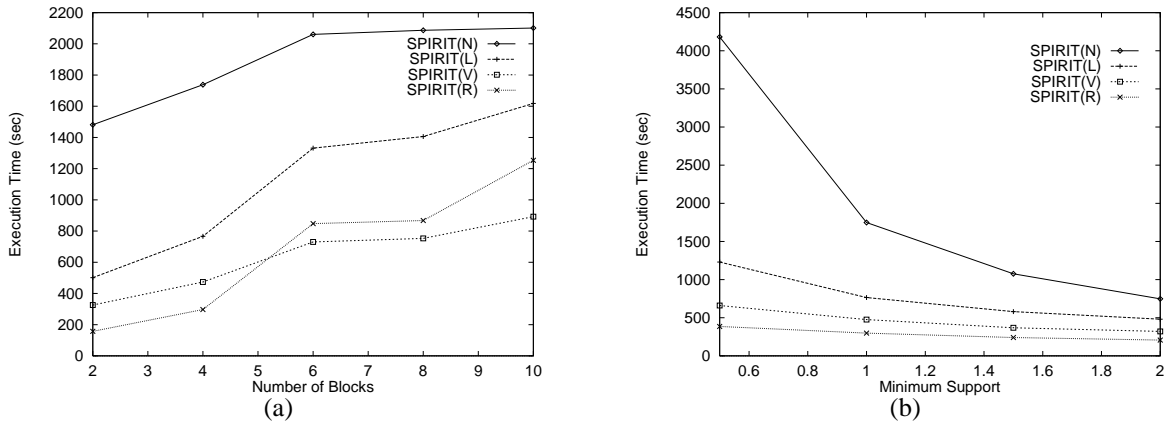 2200
2000
1800
1600
1400
1200
1000
800
600
400
200
0
Execution Time (sec)
SPIRIT(N)
SPIRIT(L)
SPIRIT(V)
SPIRIT(R)
2 3 4 5 6 7 8 9 10
Number of Blocks
(a)
4500
4000
3500
3000
2500
2000
1500
1000
500
0
Execution Time (sec)
SPIRIT(N)
SPIRIT(L)
SPIRIT(V)
SPIRIT(R)
0.6 0.8 1 1.2 1.4 1.6 1.8 2
Minimum Support
(b)